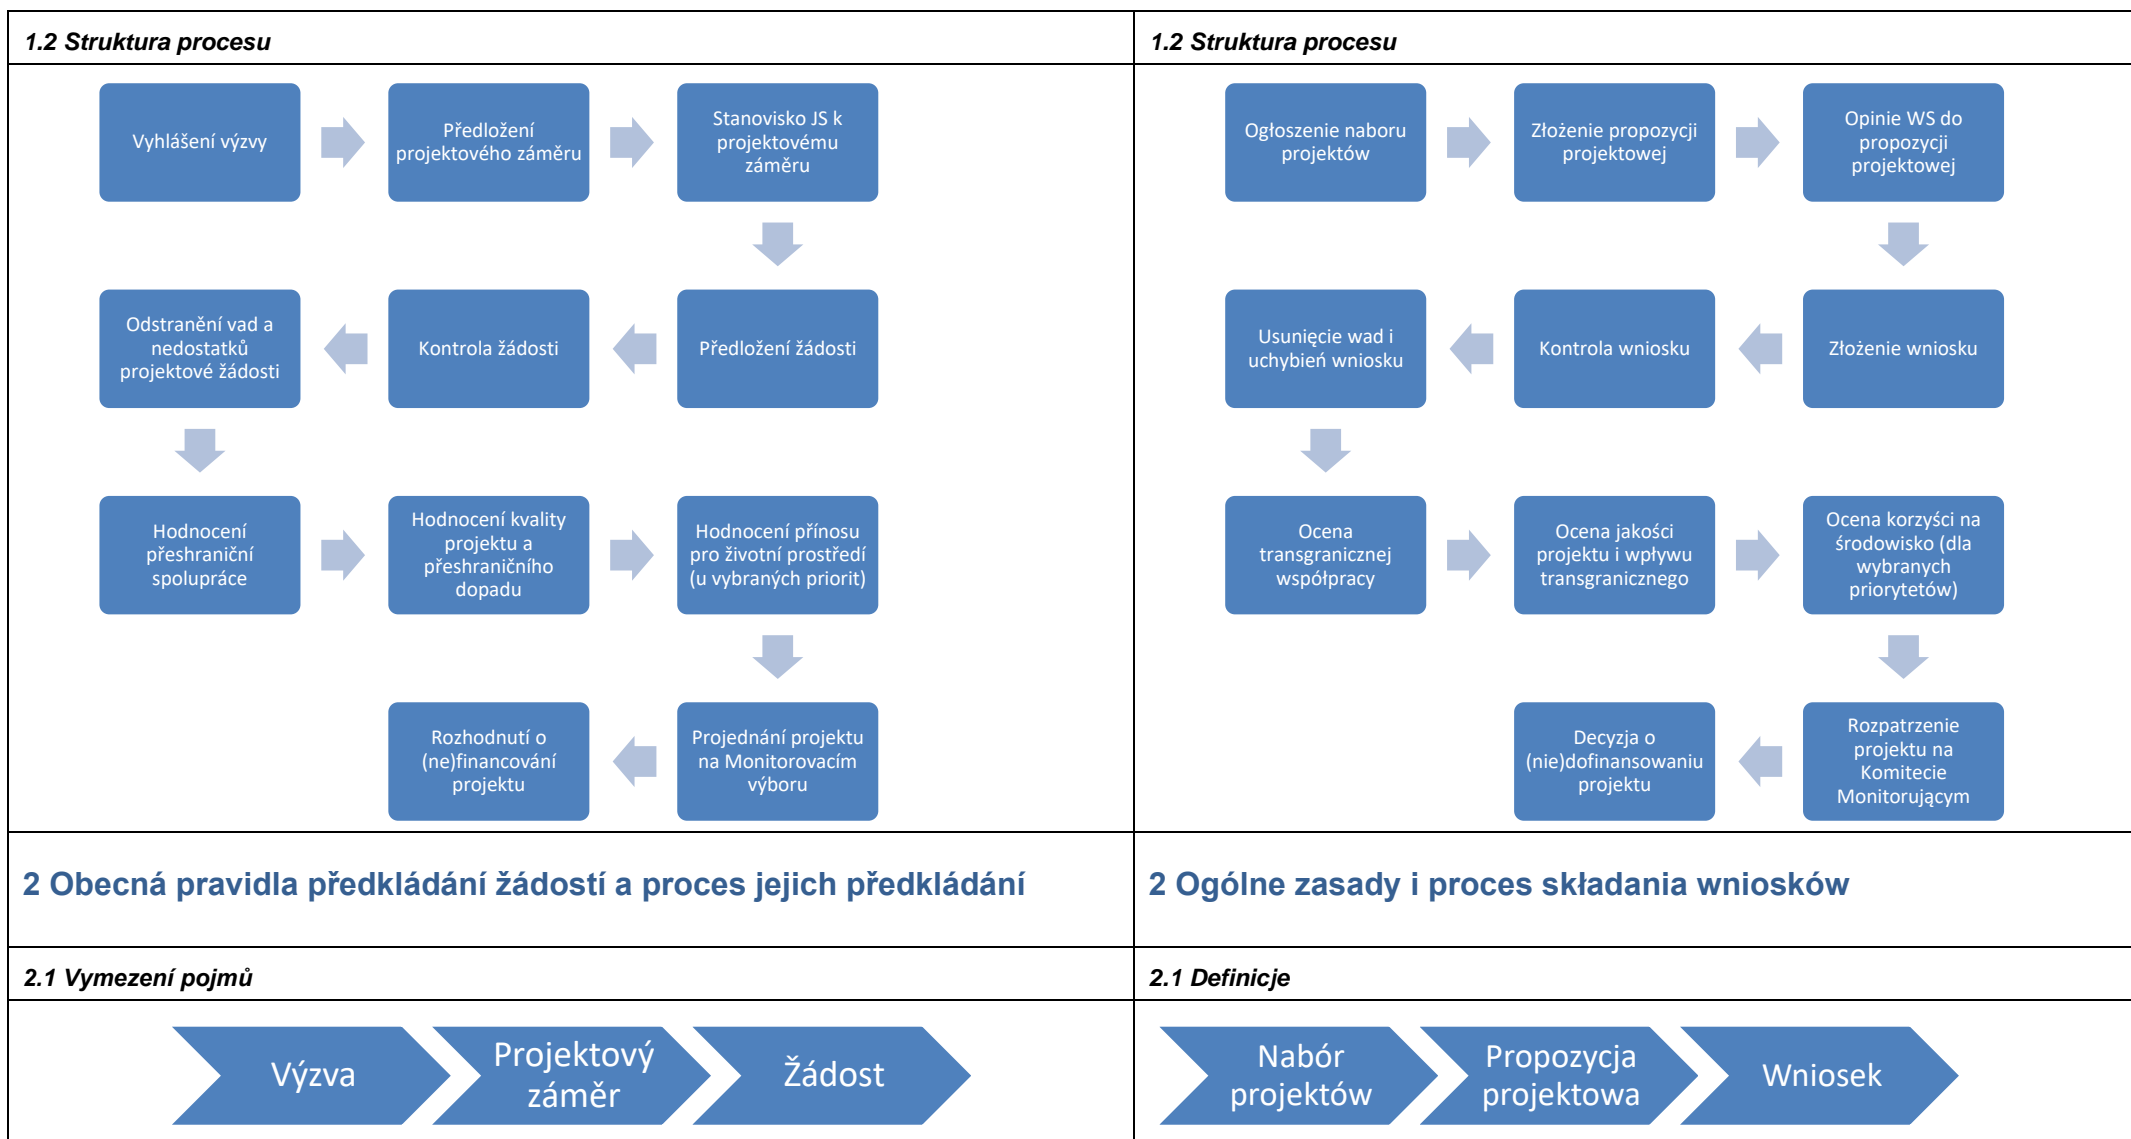 1.2 Struktura procesu
Vyhlášení výzvy
Předložení
projektového záměru
Stanovisko JS k
projektovému
záměru
Odstranění vad a
nedostatků
projektové žádosti
Kontrola žádosti
Předložení žádosti
Hodnocení
přeshraniční
spolupráce
Hodnocení kvality
projektu a
přeshraničního
dopadu
Hodnocení přínosu
pro životní prostředí
(u vybraných priorit)
Rozhodnutí o
(ne)financování
projektu
Projednání projektu
na Monitorovacím
výboru
1.2 Struktura procesu
Ogłoszenie naboru
projektów
Złożenie propozycji
projektowej
Opinie WS do
propozycji
projektowej
Usunięcie wad i
uchybień wniosku
Kontrola wniosku
Złożenie wniosku
Ocena
transgranicznej
współpracy
Ocena jakości
projektu i wpływu
transgranicznego
Ocena korzyści na
środowisko (dla
wybranych
priorytetów)
Decyzja o
(nie)dofinansowaniu
projektu
Rozpatrzenie
projektu na
Komitecie
Monitorującym
2 Obecná pravidla předkládání žádostí a proces jejich předkládání
2 Ogólne zasady i proces składania wniosków
2.1 Vymezení pojmů
Výzva
Projektový
záměr
Žádost
2.1 Definicje
Nabór
projektów
Propozycja
projektowa
Wniosek